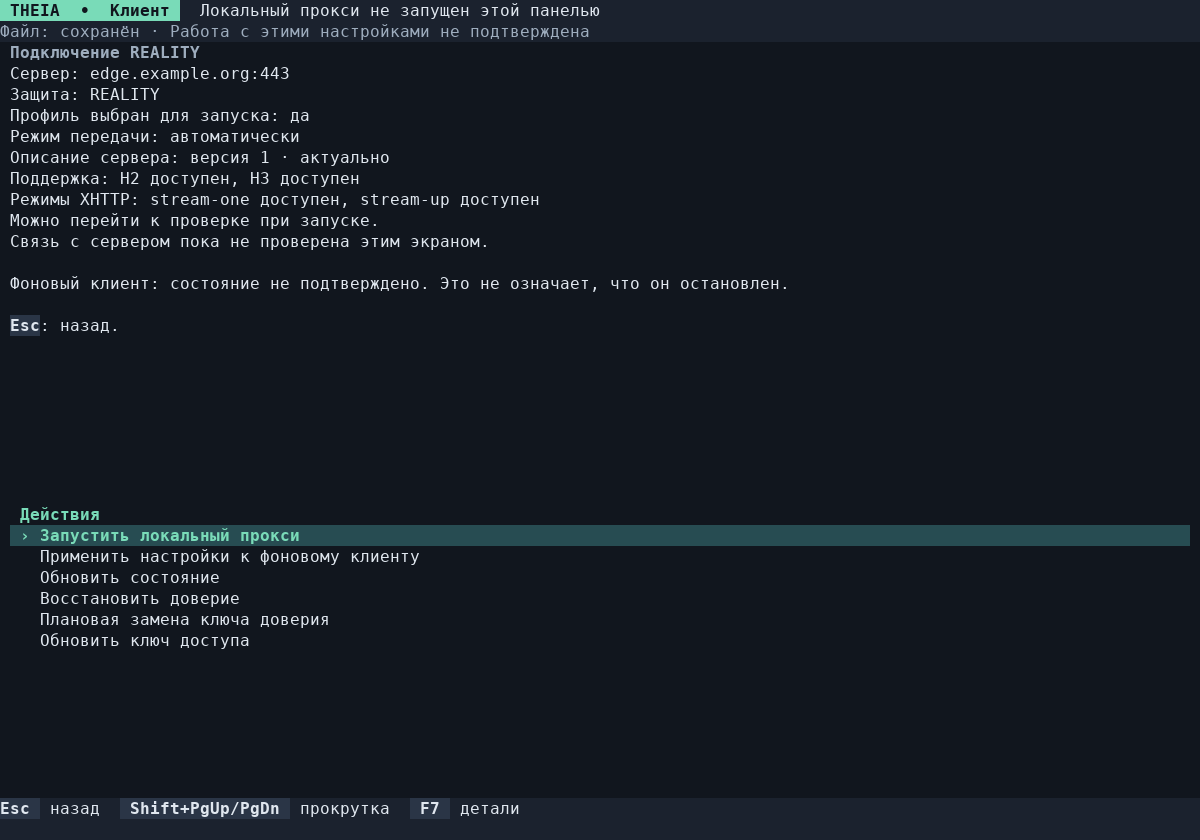 THEIA • Клиент Локальный прокси не запущен этой панелью
Файл: сохранён · Работа с этими настройками не подтверждена
Подключение REALITY
Сервер: edge.example.org:443
Защита: REALITY
Профиль выбран для запуска: да
Режим передачи: автоматически
Описание сервера: версия 1 · актуально
Поддержка: H2 доступен, H3 доступен
Режимы XHTTP: stream-one доступен, stream-up доступен
Можно перейти к проверке при запуске.
Связь с сервером пока не проверена этим экраном.
Фоновый клиент: состояние не подтверждено. Это не означает, что он остановлен.
Esc: назад.
Действия
› Запустить локальный прокси
Применить настройки к фоновому клиенту
Обновить состояние
Восстановить доверие
Плановая замена ключа доверия
Обновить ключ доступа
Esc назад Shift+PgUp/PgDn прокрутка F7 детали